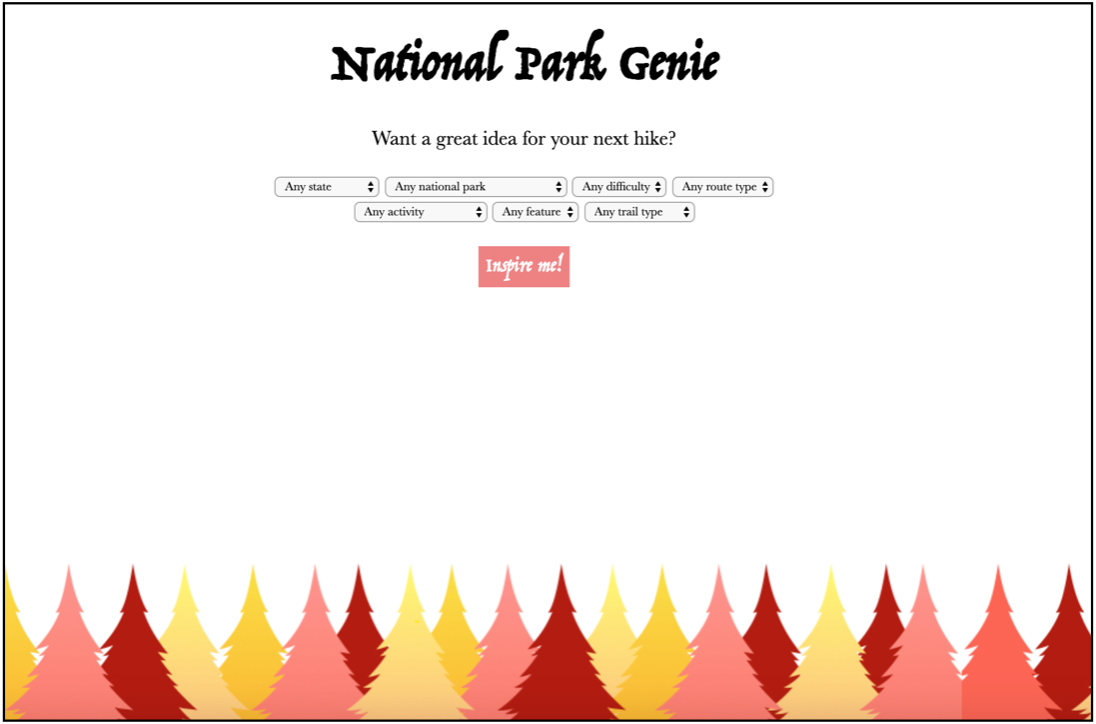 National Park Genie
Want a great idea for your next hike?
Any state Any national park Any difficulty Any route type
Any activity Any feature Any trail type
Inspire me!